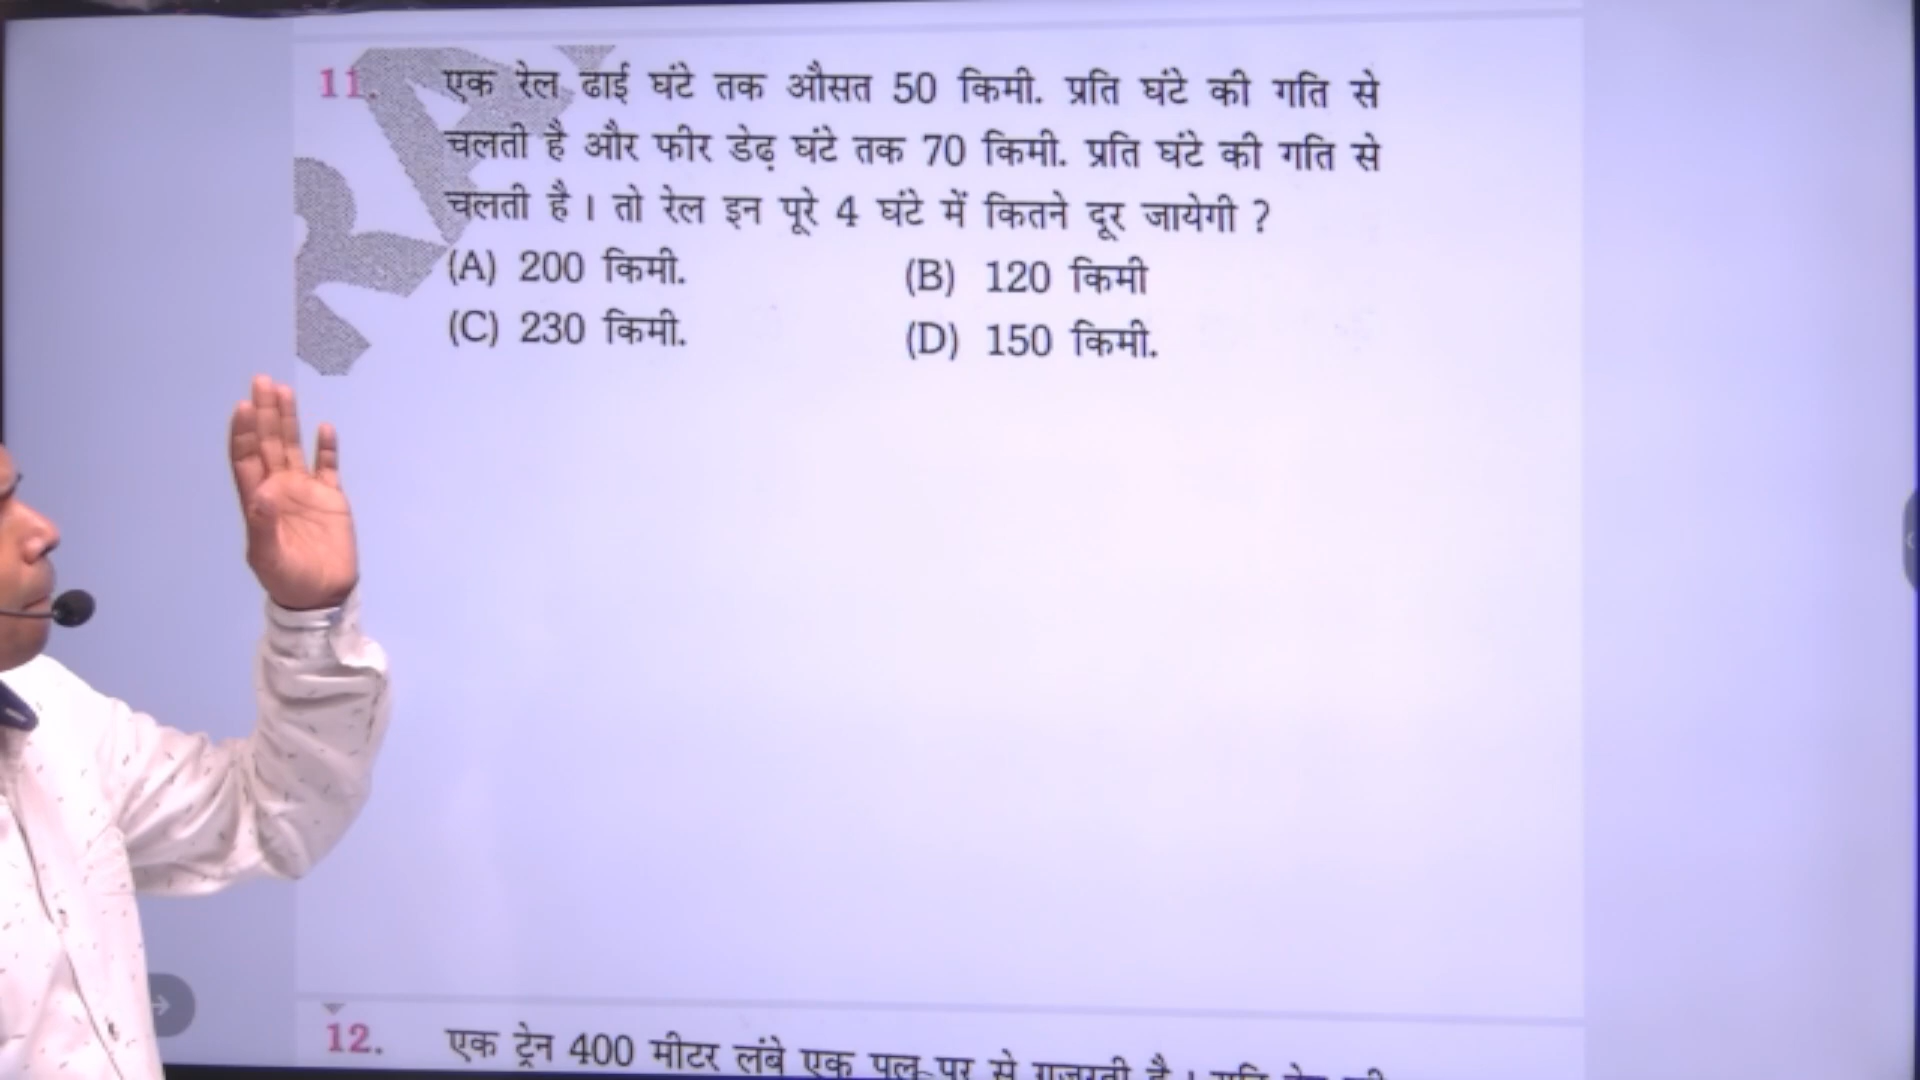 11. एक रेल ढाई घंटे तक औसत 50 किमी. प्रति घंटे की गति से
चलती है और फीर डेढ़ घंटे तक 70 किमी. प्रति घंटे की गति से
चलती है। तो रेल इन पूरे 4 घंटे में कितने दूर जायेगी ?
(A) 200 किमी. (B) 120 किमी
(C) 230 किमी. (D) 150 किमी.
12. एक ट्रेन 400 मीटर लंबे एक पुल पर से गुजरती है।